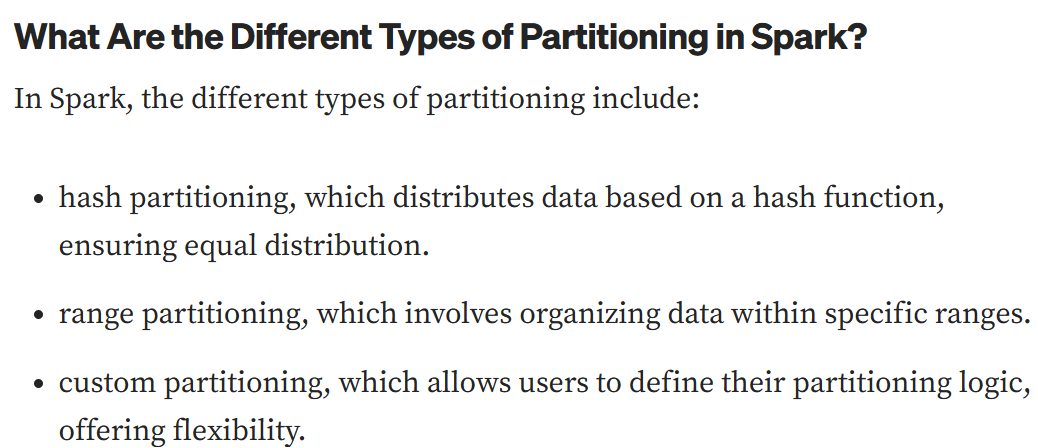 What Are the Different Types of Partitioning in Spark?
In Spark, the different types of partitioning include:
• hash partitioning, which distributes data based on a hash function,
ensuring equal distribution.
• range partitioning, which involves organizing data within specific ranges.
• custom partitioning, which allows users to define their partitioning logic,
offering flexibility.